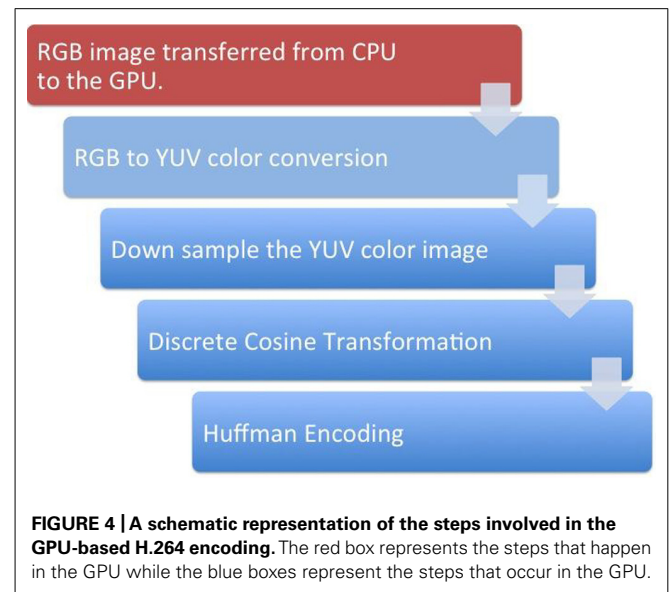 RGB image transferred from CPU
to the GPU.
RGB to YUV color conversion
Down sample the YUV color image
Discrete Cosine Transformation
Huffman Encoding
FIGURE 4 | A schematic representation of the steps involved in the
GPU-based H.264 encoding. The red box represents the steps that happen
in the GPU while the blue boxes represent the steps that occur in the GPU.